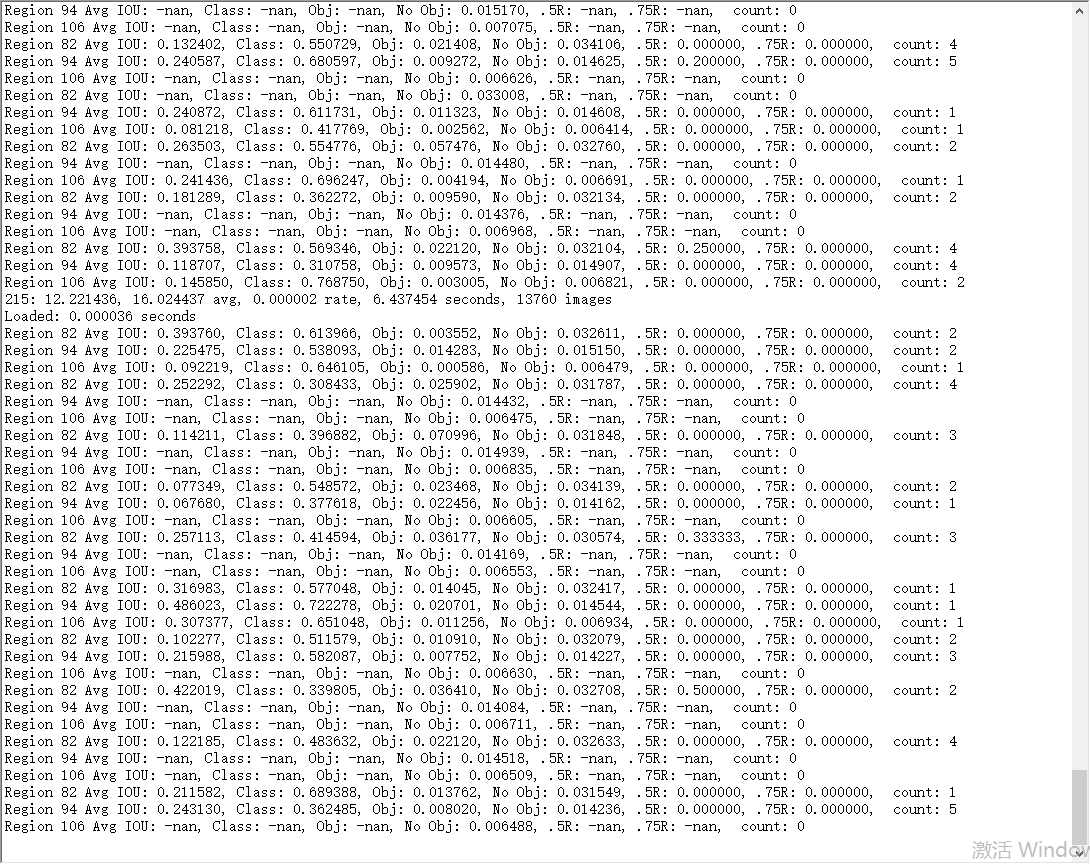 Region 94 Avg IOU: -nan, Class: -nan, Obj: -nan, No Obj: 0.015170, .5R: -nan, .75R: -nan,  count: 0
Region 106 Avg IOU: -nan, Class: -nan, Obj: -nan, No Obj: 0.007075, .5R: -nan, .75R: -nan,  count: 0
Region 82 Avg IOU: 0.132402, Class: 0.550729, Obj: 0.021408, No Obj: 0.034106, .5R: 0.000000, .75R: 0.000000,  count: 4
Region 94 Avg IOU: 0.240587, Class: 0.680597, Obj: 0.009272, No Obj: 0.014625, .5R: 0.200000, .75R: 0.000000,  count: 5
Region 106 Avg IOU: -nan, Class: -nan, Obj: -nan, No Obj: 0.006626, .5R: -nan, .75R: -nan,  count: 0
Region 82 Avg IOU: -nan, Class: -nan, Obj: -nan, No Obj: 0.033008, .5R: -nan, .75R: -nan,  count: 0
Region 94 Avg IOU: 0.240872, Class: 0.611731, Obj: 0.011323, No Obj: 0.014608, .5R: 0.000000, .75R: 0.000000,  count: 1
Region 106 Avg IOU: 0.081218, Class: 0.417769, Obj: 0.002562, No Obj: 0.006414, .5R: 0.000000, .75R: 0.000000,  count: 1
Region 82 Avg IOU: 0.263503, Class: 0.554776, Obj: 0.057476, No Obj: 0.032760, .5R: 0.000000, .75R: 0.000000,  count: 2
Region 94 Avg IOU: -nan, Class: -nan, Obj: -nan, No Obj: 0.014480, .5R: -nan, .75R: -nan,  count: 0
Region 106 Avg IOU: 0.241436, Class: 0.696247, Obj: 0.004194, No Obj: 0.006691, .5R: 0.000000, .75R: 0.000000,  count: 1
Region 82 Avg IOU: 0.181289, Class: 0.362272, Obj: 0.009590, No Obj: 0.032134, .5R: 0.000000, .75R: 0.000000,  count: 2
Region 94 Avg IOU: -nan, Class: -nan, Obj: -nan, No Obj: 0.014376, .5R: -nan, .75R: -nan,  count: 0
Region 106 Avg IOU: -nan, Class: -nan, Obj: -nan, No Obj: 0.006968, .5R: -nan, .75R: -nan,  count: 0
Region 82 Avg IOU: 0.393758, Class: 0.569346, Obj: 0.022120, No Obj: 0.032104, .5R: 0.250000, .75R: 0.000000,  count: 4
Region 94 Avg IOU: 0.118707, Class: 0.310758, Obj: 0.009573, No Obj: 0.014907, .5R: 0.000000, .75R: 0.000000,  count: 4
Region 106 Avg IOU: 0.145850, Class: 0.768750, Obj: 0.003005, No Obj: 0.006821, .5R: 0.000000, .75R: 0.000000,  count: 2
215: 12.221436, 16.024437 avg, 0.000002 rate, 6.437454 seconds, 13760 images
Loaded: 0.000036 seconds
Region 82 Avg IOU: 0.393760, Class: 0.613966, Obj: 0.003552, No Obj: 0.032611, .5R: 0.000000, .75R: 0.000000,  count: 2
Region 94 Avg IOU: 0.225475, Class: 0.538093, Obj: 0.014283, No Obj: 0.015150, .5R: 0.000000, .75R: 0.000000,  count: 2
Region 106 Avg IOU: 0.092219, Class: 0.646105, Obj: 0.000586, No Obj: 0.006479, .5R: 0.000000, .75R: 0.000000,  count: 1
Region 82 Avg IOU: 0.252292, Class: 0.308433, Obj: 0.025902, No Obj: 0.031787, .5R: 0.000000, .75R: 0.000000,  count: 4
Region 94 Avg IOU: -nan, Class: -nan, Obj: -nan, No Obj: 0.014432, .5R: -nan, .75R: -nan,  count: 0
Region 106 Avg IOU: -nan, Class: -nan, Obj: -nan, No Obj: 0.006475, .5R: -nan, .75R: -nan,  count: 0
Region 82 Avg IOU: 0.114211, Class: 0.396882, Obj: 0.070996, No Obj: 0.031848, .5R: 0.000000, .75R: 0.000000,  count: 3
Region 94 Avg IOU: -nan, Class: -nan, Obj: -nan, No Obj: 0.014939, .5R: -nan, .75R: -nan,  count: 0
Region 106 Avg IOU: -nan, Class: -nan, Obj: -nan, No Obj: 0.006835, .5R: -nan, .75R: -nan,  count: 0
Region 82 Avg IOU: 0.077349, Class: 0.548572, Obj: 0.023468, No Obj: 0.034139, .5R: 0.000000, .75R: 0.000000,  count: 2
Region 94 Avg IOU: 0.067680, Class: 0.377618, Obj: 0.022456, No Obj: 0.014162, .5R: 0.000000, .75R: 0.000000,  count: 1
Region 106 Avg IOU: -nan, Class: -nan, Obj: -nan, No Obj: 0.006605, .5R: -nan, .75R: -nan,  count: 0
Region 82 Avg IOU: 0.257113, Class: 0.414594, Obj: 0.036177, No Obj: 0.030574, .5R: 0.333333, .75R: 0.000000,  count: 3
Region 94 Avg IOU: -nan, Class: -nan, Obj: -nan, No Obj: 0.014169, .5R: -nan, .75R: -nan,  count: 0
Region 106 Avg IOU: -nan, Class: -nan, Obj: -nan, No Obj: 0.006553, .5R: -nan, .75R: -nan,  count: 0
Region 82 Avg IOU: 0.316983, Class: 0.577048, Obj: 0.014045, No Obj: 0.032417, .5R: 0.000000, .75R: 0.000000,  count: 1
Region 94 Avg IOU: 0.486023, Class: 0.722278, Obj: 0.020701, No Obj: 0.014544, .5R: 0.000000, .75R: 0.000000,  count: 1
Region 106 Avg IOU: 0.307377, Class: 0.651048, Obj: 0.011256, No Obj: 0.006934, .5R: 0.000000, .75R: 0.000000,  count: 1
Region 82 Avg IOU: 0.102277, Class: 0.511579, Obj: 0.010910, No Obj: 0.032079, .5R: 0.000000, .75R: 0.000000,  count: 2
Region 94 Avg IOU: 0.215988, Class: 0.582087, Obj: 0.007752, No Obj: 0.014227, .5R: 0.000000, .75R: 0.000000,  count: 3
Region 106 Avg IOU: -nan, Class: -nan, Obj: -nan, No Obj: 0.006630, .5R: -nan, .75R: -nan,  count: 0
Region 82 Avg IOU: 0.422019, Class: 0.339805, Obj: 0.036410, No Obj: 0.032708, .5R: 0.500000, .75R: 0.000000,  count: 2
Region 94 Avg IOU: -nan, Class: -nan, Obj: -nan, No Obj: 0.014084, .5R: -nan, .75R: -nan,  count: 0
Region 106 Avg IOU: -nan, Class: -nan, Obj: -nan, No Obj: 0.006711, .5R: -nan, .75R: -nan,  count: 0
Region 82 Avg IOU: 0.122185, Class: 0.483632, Obj: 0.022120, No Obj: 0.032633, .5R: 0.000000, .75R: 0.000000,  count: 4
Region 94 Avg IOU: -nan, Class: -nan, Obj: -nan, No Obj: 0.014518, .5R: -nan, .75R: -nan,  count: 0
Region 106 Avg IOU: -nan, Class: -nan, Obj: -nan, No Obj: 0.006509, .5R: -nan, .75R: -nan,  count: 0
Region 82 Avg IOU: 0.211582, Class: 0.689388, Obj: 0.013762, No Obj: 0.031549, .5R: 0.000000, .75R: 0.000000,  count: 1
Region 94 Avg IOU: 0.243130, Class: 0.362485, Obj: 0.008020, No Obj: 0.014236, .5R: 0.000000, .75R: 0.000000,  count: 5
Region 106 Avg IOU: -nan, Class: -nan, Obj: -nan, No Obj: 0.006488, .5R: -nan, .75R: -nan,  count: 0
激活 Window